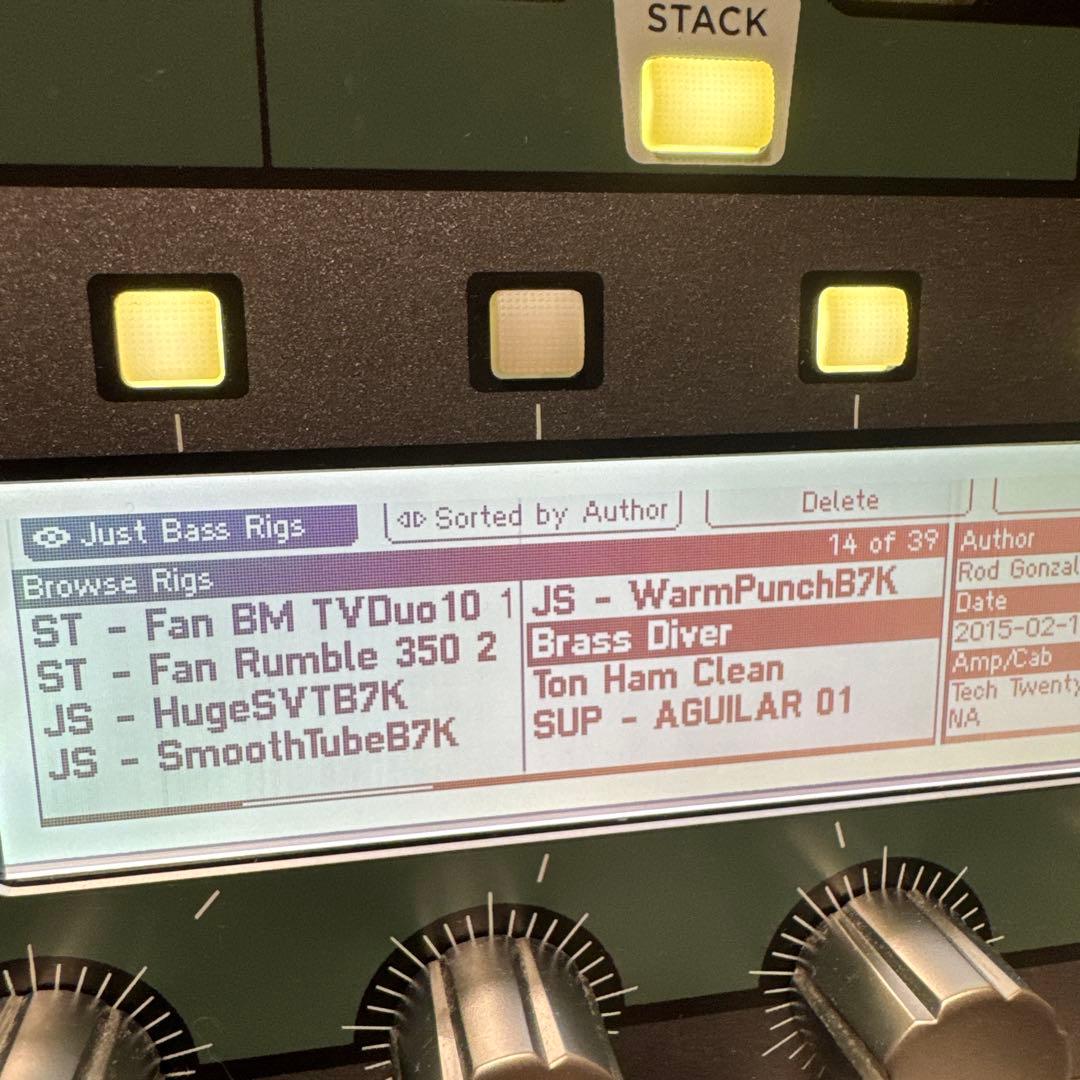 STACK
Just Bass Rigs
Sorted by Author
Delete
Browse Rigs
14 of 39
ST - Fan BM TVDuo10 1
ST - Fan Rumble 350 2
JS - HugeSVTB7K
JS - SmoothTubeB7K
JS - WarmPunchB7K
Brass Diver
Ton Ham Clean
SUP - AGUILAR 01
Author
Rod Gonzal
Date
2015-02-1
Amp/Cab
Tech Twenty
NA